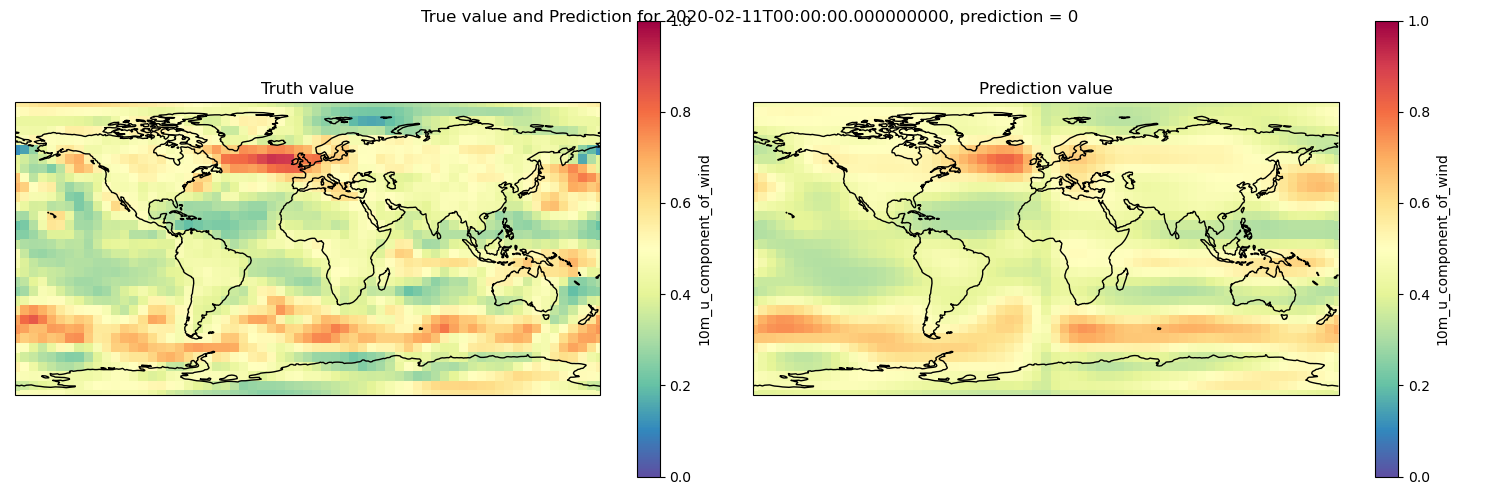 True value and Prediction for 2020-02-11T00:00:00.000000000, prediction = 0
Truth value
1.0
0.8
0.6
0.4
0.2
0.0
10m_u_component_of_wind
Prediction value
1.0
0.8
0.6
0.4
0.2
0.0
10m_u_component_of_wind